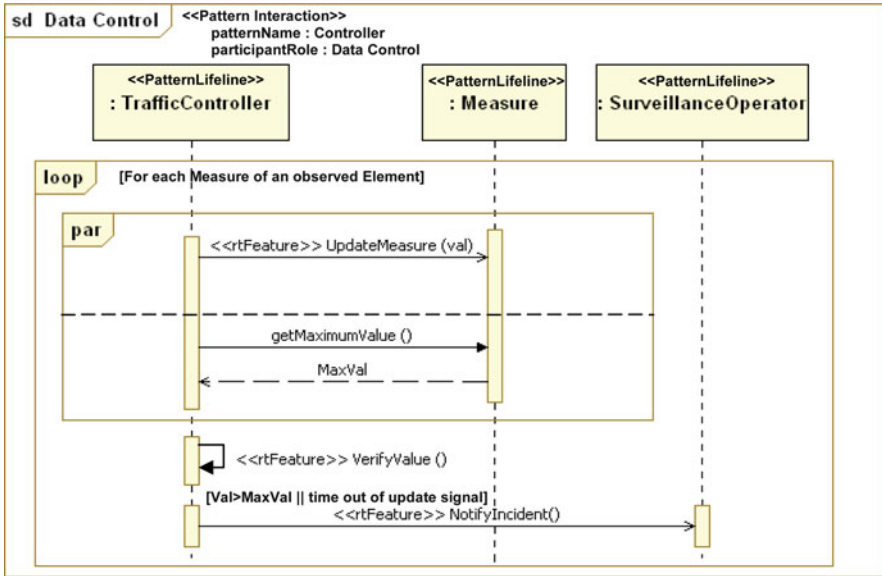 sd Data Control
<<Pattern Interaction>>
patternName : Controller
participantRole : Data Control
<<PatternLifeline>>
: TrafficController
<<PatternLifeline>>
: Measure
<<PatternLifeline>>
: SurveillanceOperator
loop
[For each Measure of an observed Element]
par
<<rtFeature>> UpdateMeasure (val)
getMaximumValue ()
MaxVal
<<rtFeature>> VerifyValue ()
[Val>MaxVal || time out of update signal]
<<rtFeature>> NotifyIncident()